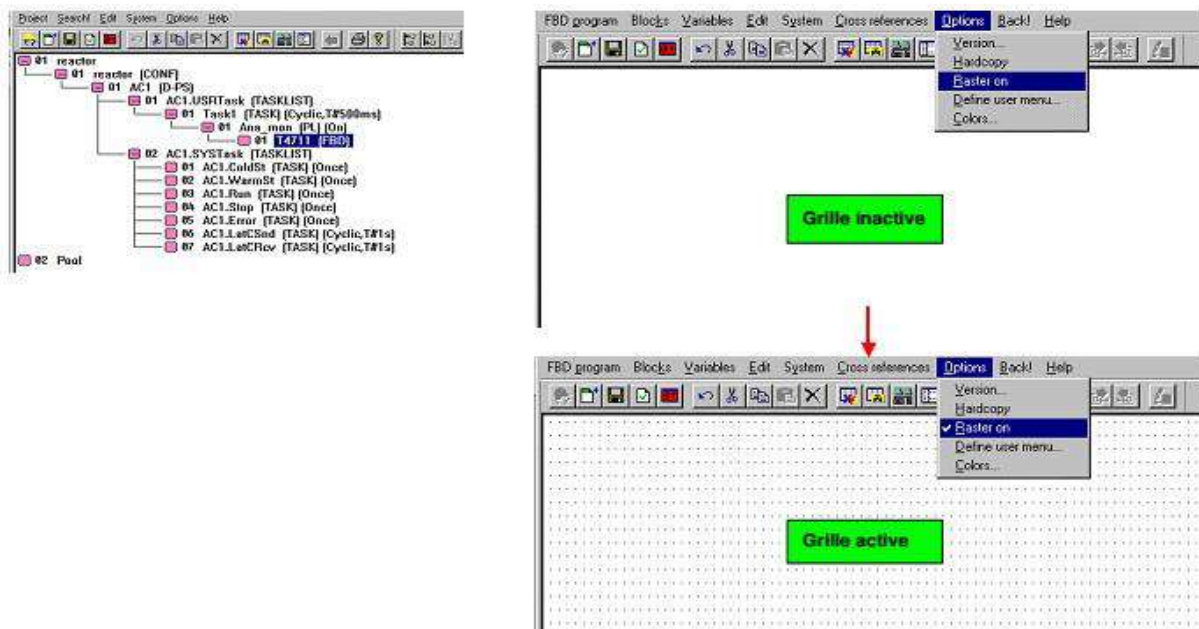 Project Search! Edit System Options Help
01 reactor
01 reactor (CONF)
01 AC1 (D-PS)
01 AC1.USRTask (TASKLIST)
01 Task1 (TASK) (Cyclic,T#500ms)
01 Ana_mon (PL) (On)
01 T4711 (FBD)
02 AC1.SYSTask (TASKLIST)
01 AC1.ColdSt (TASK) (Once)
02 AC1.WarmSt (TASK) (Once)
03 AC1.Run (TASK) (Once)
04 AC1.Stop (TASK) (Once)
05 AC1.Error (TASK) (Once)
06 AC1.LatCSnd (TASK) (Cyclic,T#1s)
07 AC1.LatCRcv (TASK) (Cyclic,T#1s)
02 Pool
FBD program Blocks Variables Edit System Cross references Options Back! Help
Version...
Hardcopy
Raster on
Define user menu...
Colors...
Grille inactive
FBD program Blocks Variables Edit System Cross references Options Back! Help
Version...
Hardcopy
Raster on
Define user menu...
Colors...
Grille active